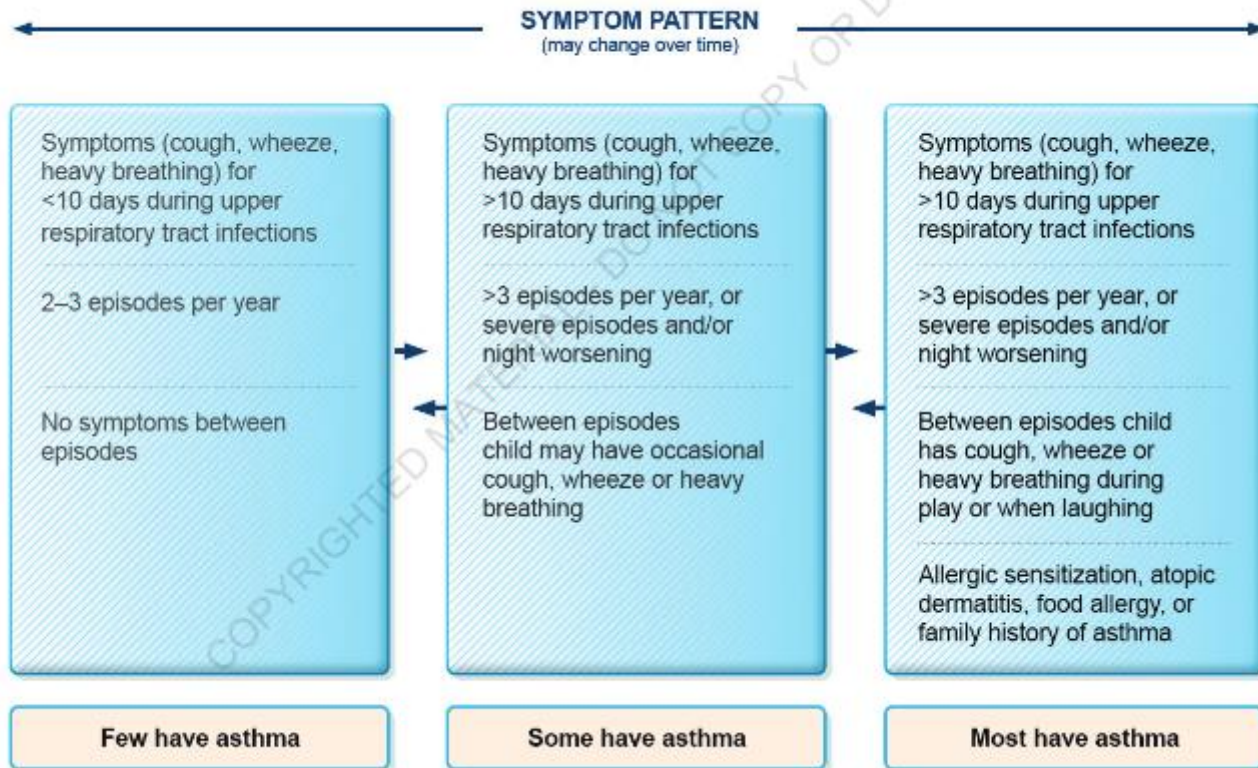 SYMPTOM PATTERN
(may change over time)
Symptoms (cough, wheeze,
heavy breathing) for
<10 days during upper
respiratory tract infections
2–3 episodes per year
No symptoms between
episodes
Few have asthma
Symptoms (cough, wheeze,
heavy breathing) for
>10 days during upper
respiratory tract infections
>3 episodes per year, or
severe episodes and/or
night worsening
Between episodes
child may have occasional
cough, wheeze or heavy
breathing
Some have asthma
Symptoms (cough, wheeze,
heavy breathing) for
>10 days during upper
respiratory tract infections
>3 episodes per year, or
severe episodes and/or
night worsening
Between episodes child
has cough, wheeze or
heavy breathing during
play or when laughing
Allergic sensitization, atopic
dermatitis, food allergy, or
family history of asthma
Most have asthma
COPYRIGHTED MATERIAL DO NOT COPY OR D